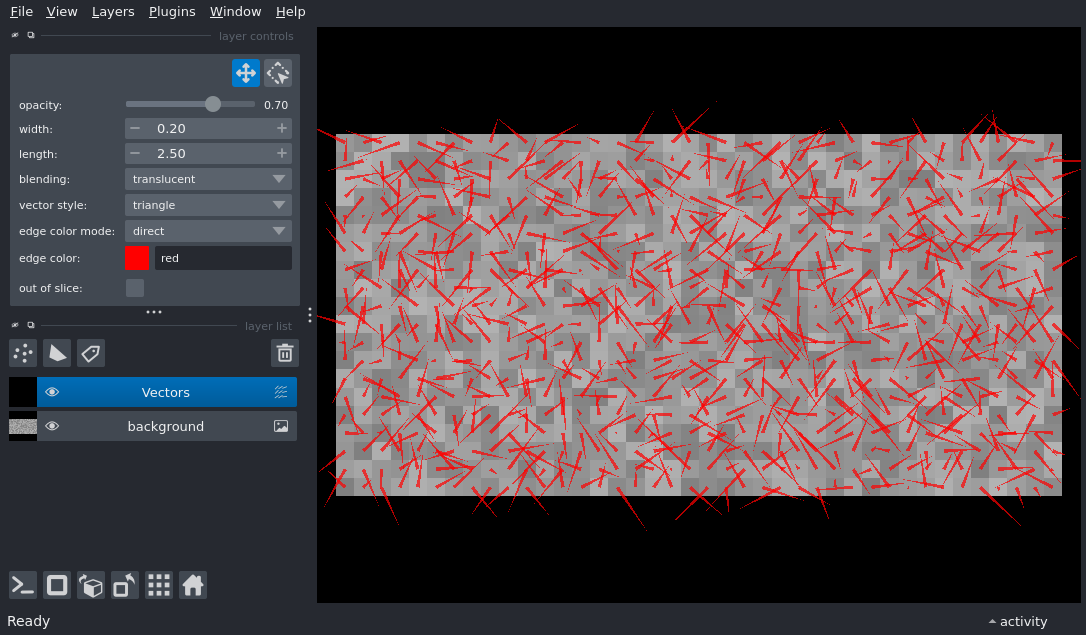 File View Layers Plugins Window Help
layer controls
opacity: 0.70
width: 0.20
length: 2.50
blending: translucent
vector style: triangle
edge color mode: direct
edge color: red
out of slice:
layer list
Vectors
background
Ready
activity